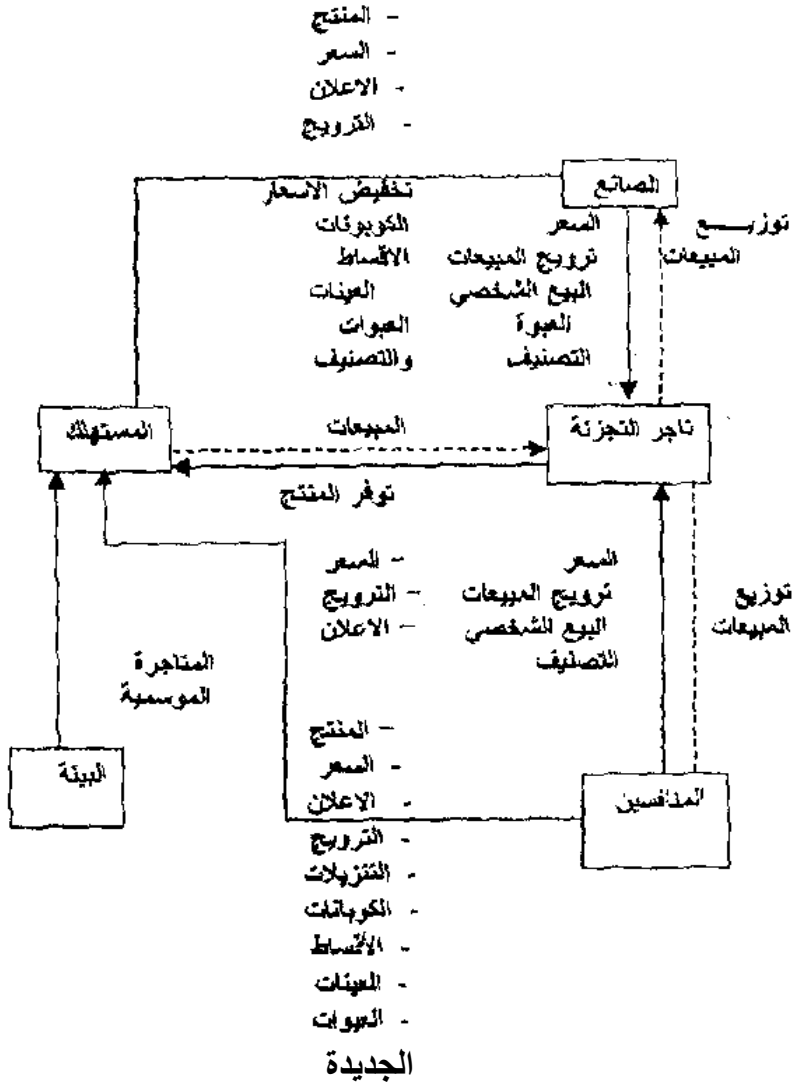 - المنتج
- السعر
- الاعلان
- الترويج
الصانع
تخفيض الاسعار
الكوبونات
الاقساط
العينات
العبوات
والتصنيف
السعر
ترويج المبيعات
البيع الشخصي
العبوة
التصنيف
توزيع
المبيعات
المستهلك
المبيعات
توفر المنتج
تاجر التجزئة
- السعر
- الترويج
- الاعلان
السعر
ترويج المبيعات
البيع الشخصي
التصنيف
توزيع
المبيعات
المتاجرة
الموسمية
البيئة
- المنتج
- السعر
- الاعلان
- الترويج
- التنزيلات
- الكوبانات
- الأقساط
- العينات
- العبوات
الجديدة
المنافسين